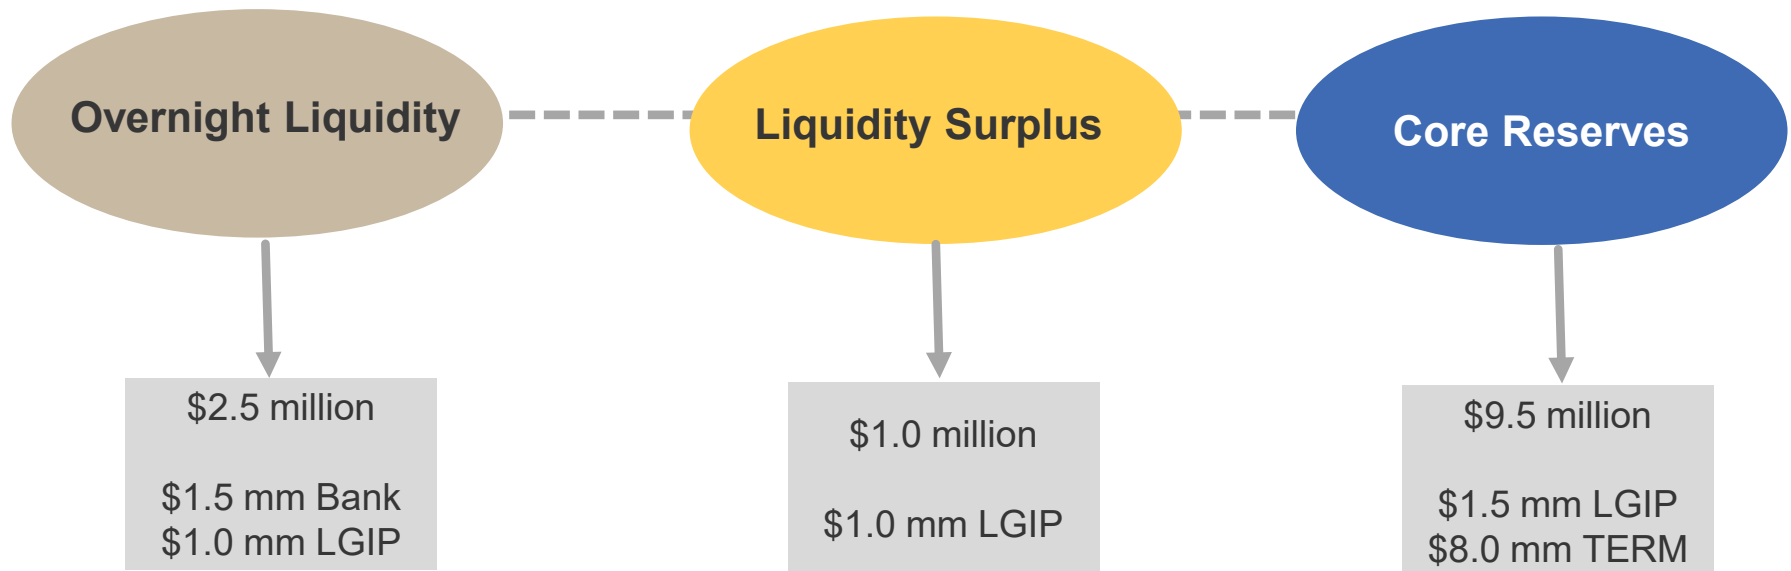 Overnight Liquidity
Liquidity Surplus
Core Reserves
$2.5 million
$1.5 mm Bank
$1.0 mm LGIP
$1.0 million
$1.0 mm LGIP
$9.5 million
$1.5 mm LGIP
$8.0 mm TERM